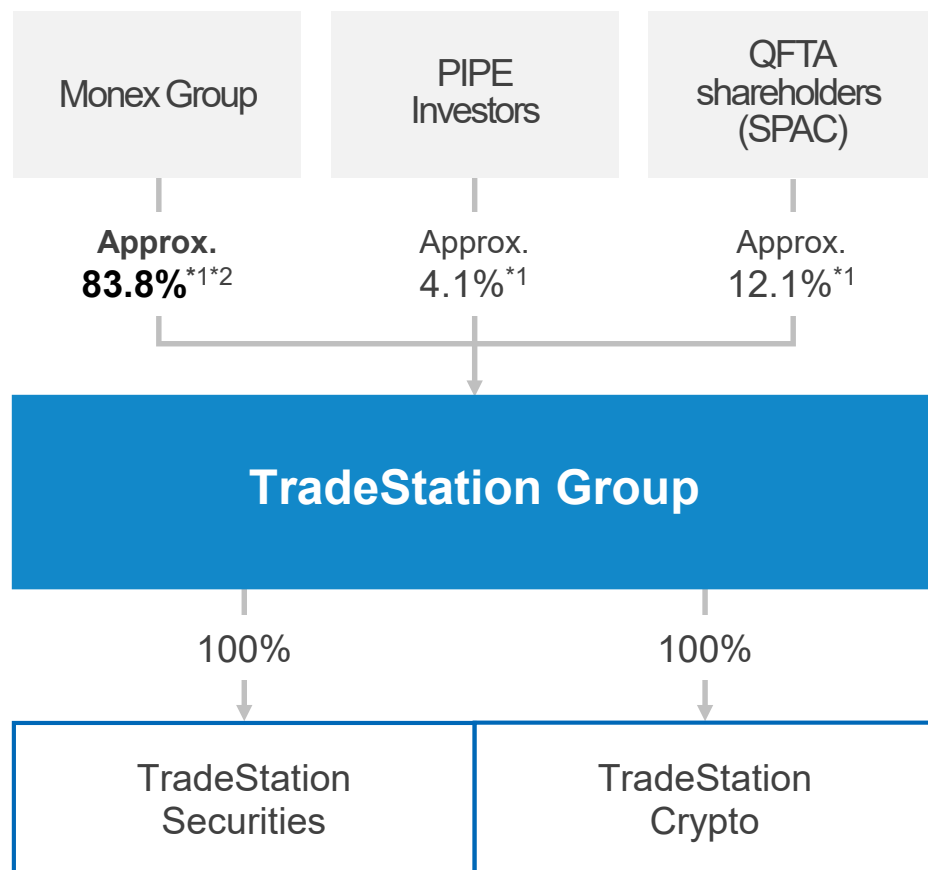 Monex Group
PIPE
Investors
QFTA
shareholders
(SPAC)
Approx.
83.8%*1*2
Approx.
4.1%*1
Approx.
12.1%*1
TradeStation Group
100%
100%
TradeStation
Securities
TradeStation
Crypto